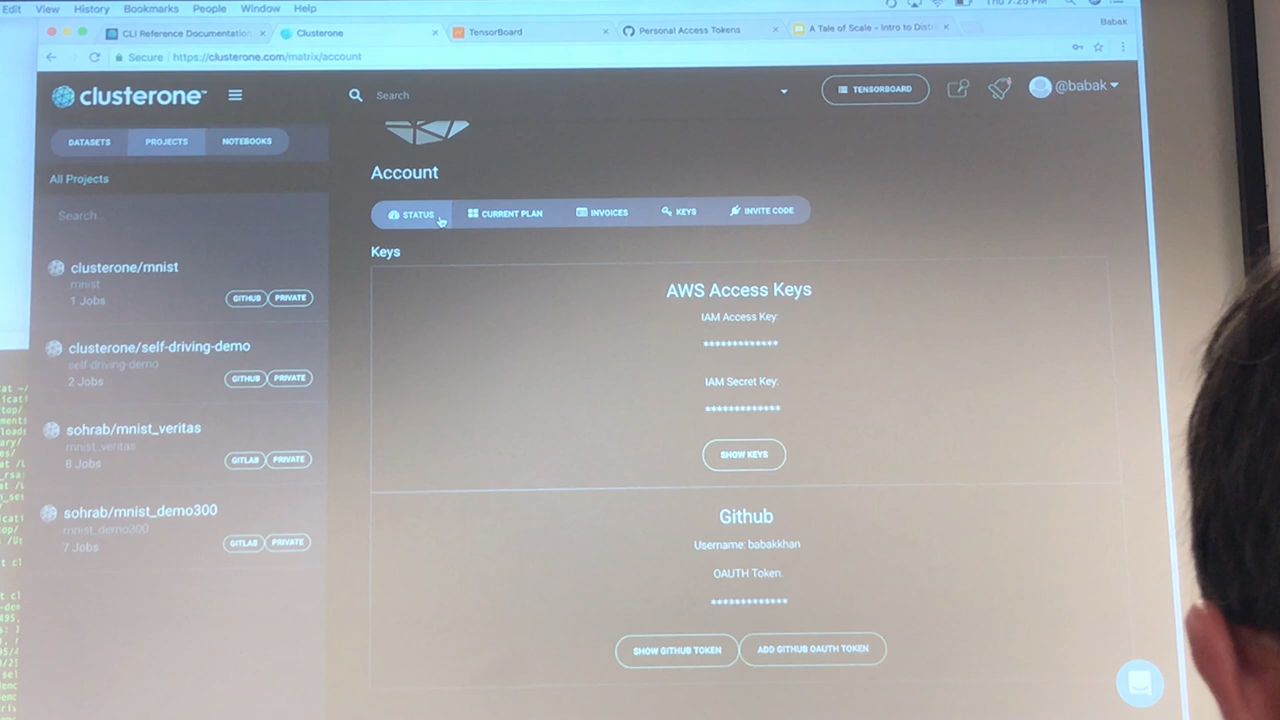 Edit View History Bookmarks People Window Help
Thu 7:25 PM
CLI Reference Documentation
Clusterone
TensorBoard
Personal Access Tokens
A Tale of Scale - Intro to Distr
Babak
Secure https://clusterone.com/matrix/account
clusterone
Search
TENSORBOARD
@babak
DATASETS PROJECTS NOTEBOOKS
All Projects
Search...
clusterone/mnist
mnist
1 Jobs
GITHUB PRIVATE
clusterone/self-driving-demo
self-driving-demo
2 Jobs
GITHUB PRIVATE
sohrab/mnist_veritas
mnist_veritas
8 Jobs
GITLAB PRIVATE
sohrab/mnist_demo300
mnist_demo300
7 Jobs
GITLAB PRIVATE
Account
STATUS CURRENT PLAN INVOICES KEYS INVITE CODE
Keys
AWS Access Keys
IAM Access Key:
*************
IAM Secret Key:
*************
SHOW KEYS
Github
Username: babakkhan
OAUTH Token:
*************
SHOW GITHUB TOKEN ADD GITHUB OAUTH TOKEN